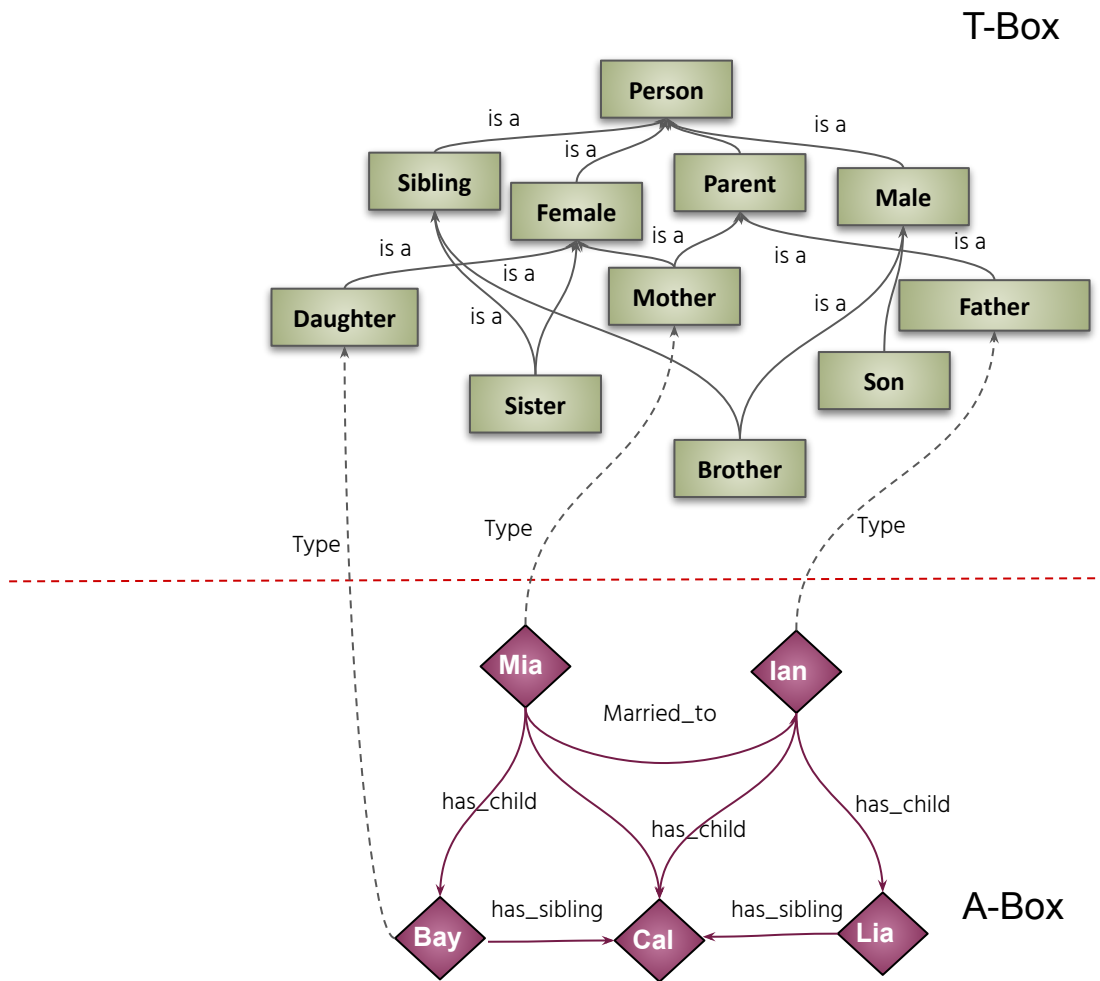 T-Box
Person
is a
is a
is a
Sibling
Female
Parent
Male
is a
is a
is a
is a
is a
Daughter
Mother
Father
is a
is a
Sister
Son
Brother
Type
Type
Type
Mia
Ian
Married_to
has_child
has_child
has_child
has_sibling
has_sibling
A-Box
Bay
Cal
Lia